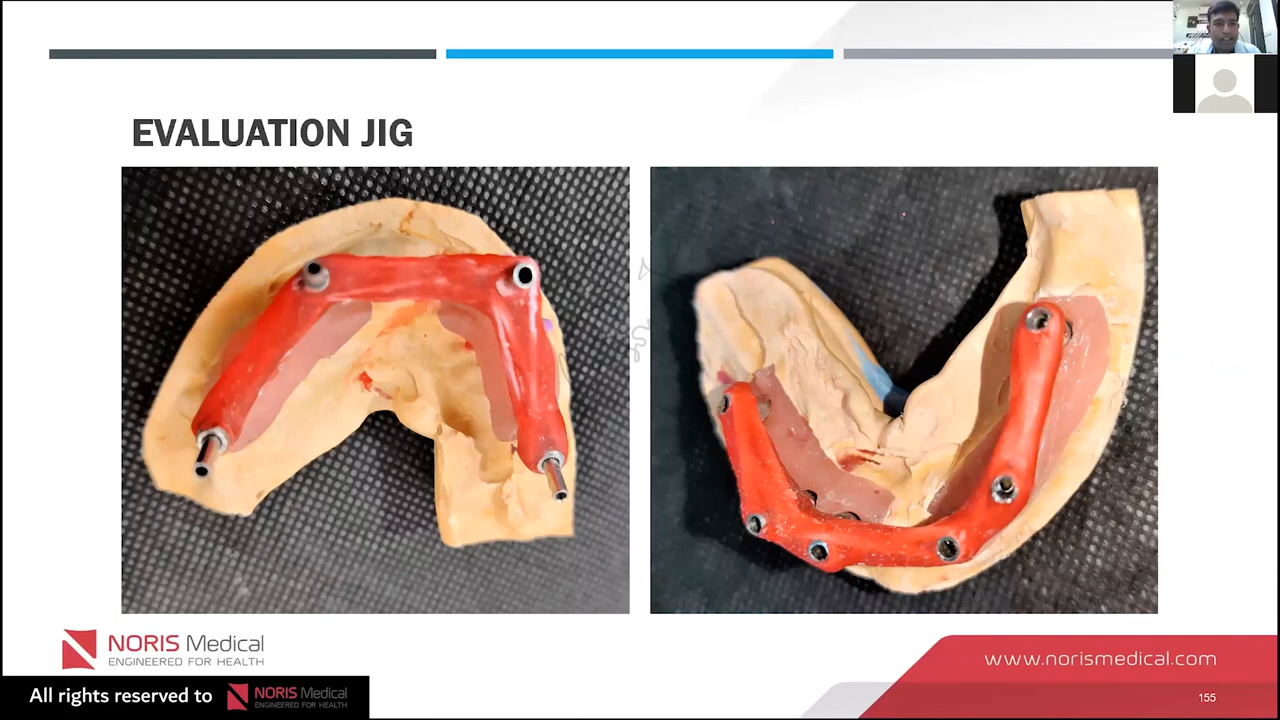 EVALUATION JIG
NORIS Medical
ENGINEERED FOR HEALTH
www.norismedical.com
All rights reserved to
NORIS Medical
ENGINEERED FOR HEALTH
155